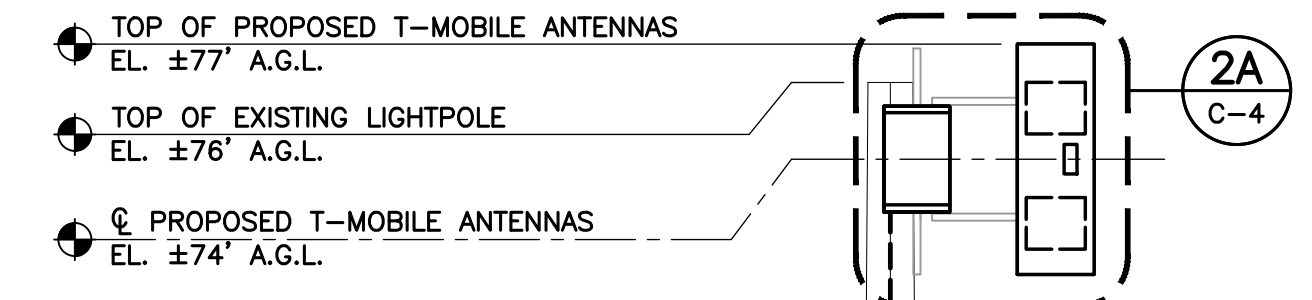 TOP OF PROPOSED T-MOBILE ANTENNAS
EL. ±77' A.G.L.
TOP OF EXISTING LIGHTPOLE
EL. ±76' A.G.L.
℄ PROPOSED T-MOBILE ANTENNAS
EL. ±74' A.G.L.
2A
C-4